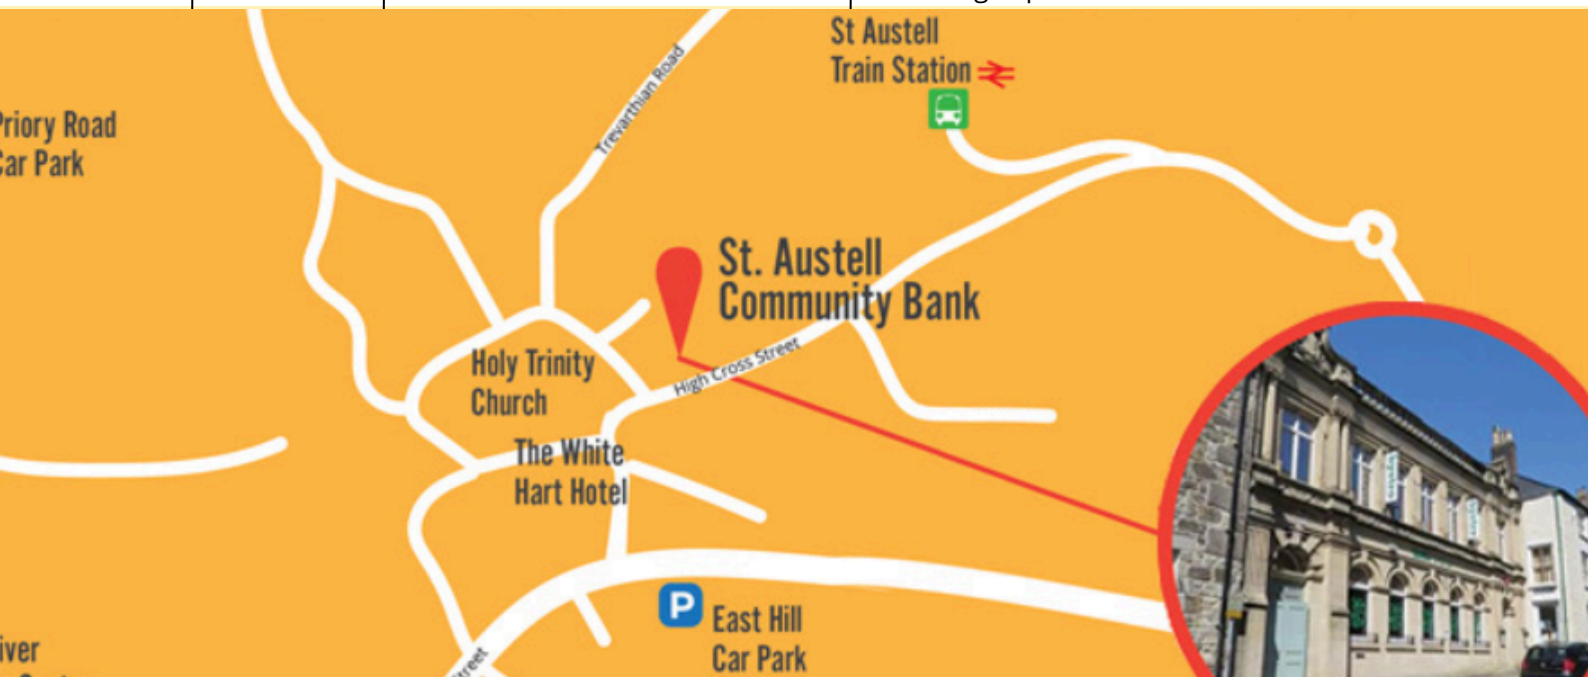 St Austell
Train Station
Trevarthian Road
Priory Road
Car Park
St. Austell
Community Bank
High Cross Street
Holy Trinity
Church
The White
Hart Hotel
P
East Hill
Car Park